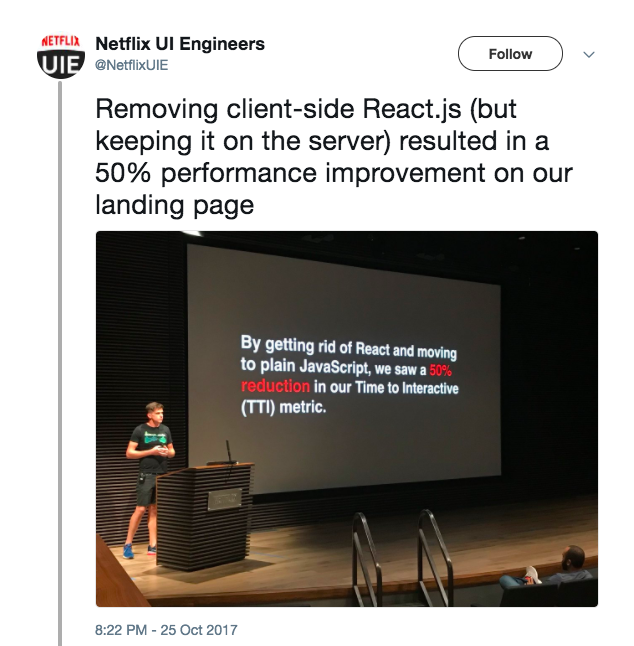 NETFLIX
UIE
Netflix UI Engineers
@NetflixUIE
Follow
Removing client-side React.js (but
keeping it on the server) resulted in a
50% performance improvement on our
landing page
By getting rid of React and moving
to plain JavaScript, we saw a 50%
reduction in our Time to Interactive
(TTI) metric.
8:22 PM - 25 Oct 2017